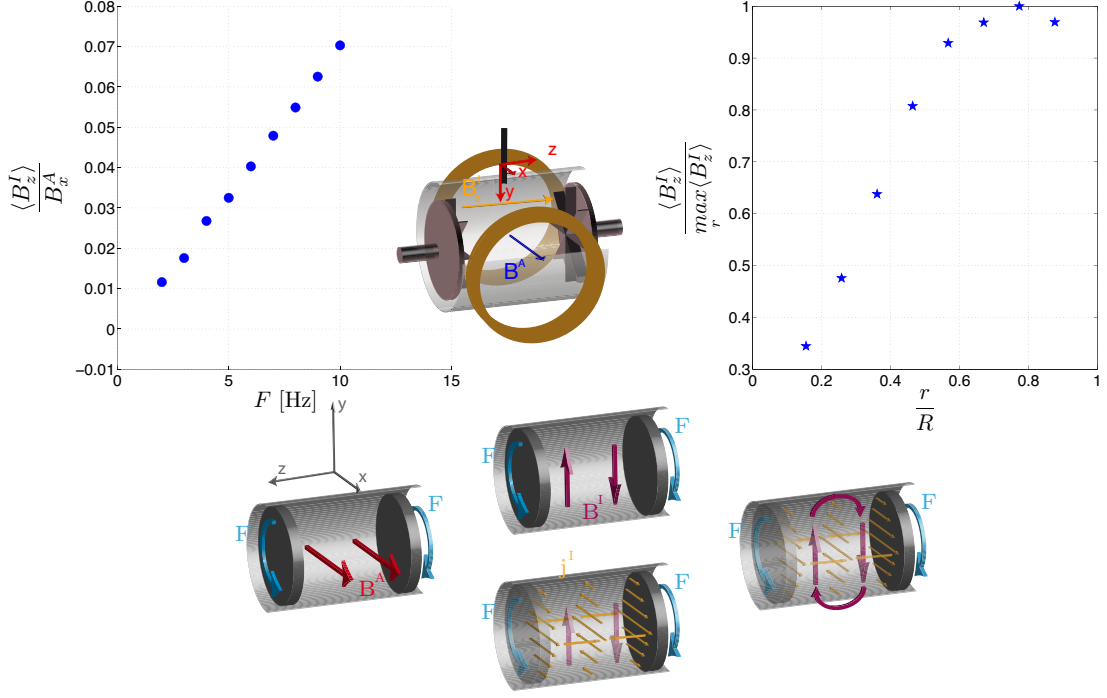 0.08
0.07
0.06
0.05
0.04
0.03
0.02
0.01
0
−0.01
⟨B_z^I⟩
B_x^A
0
5
10
15
F [Hz]
z
x
y
B^I
B^A
1
0.9
0.8
0.7
0.6
0.5
0.4
0.3
⟨B_z^I⟩
max⟨B_z^I⟩
r
0
0.2
0.4
0.6
0.8
1
r
R
y
z
x
F
F
B^A
F
F
B^I
j^I
F
F
F
F